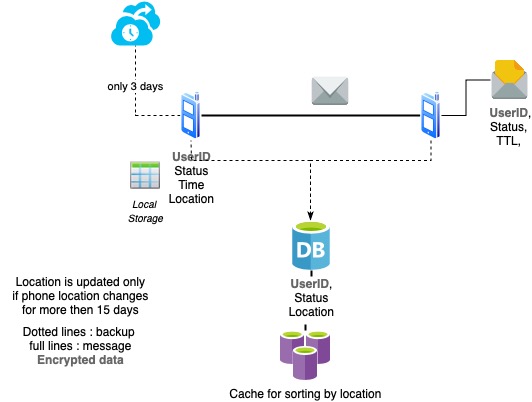 only 3 days
UserID,
Status,
TTL,
UserID
Status
Time
Location
Local
Storage
DB
UserID,
Status
Location
Location is updated only
if phone location changes
for more then 15 days
Dotted lines : backup
full lines : message
Encrypted data
Cache for sorting by location